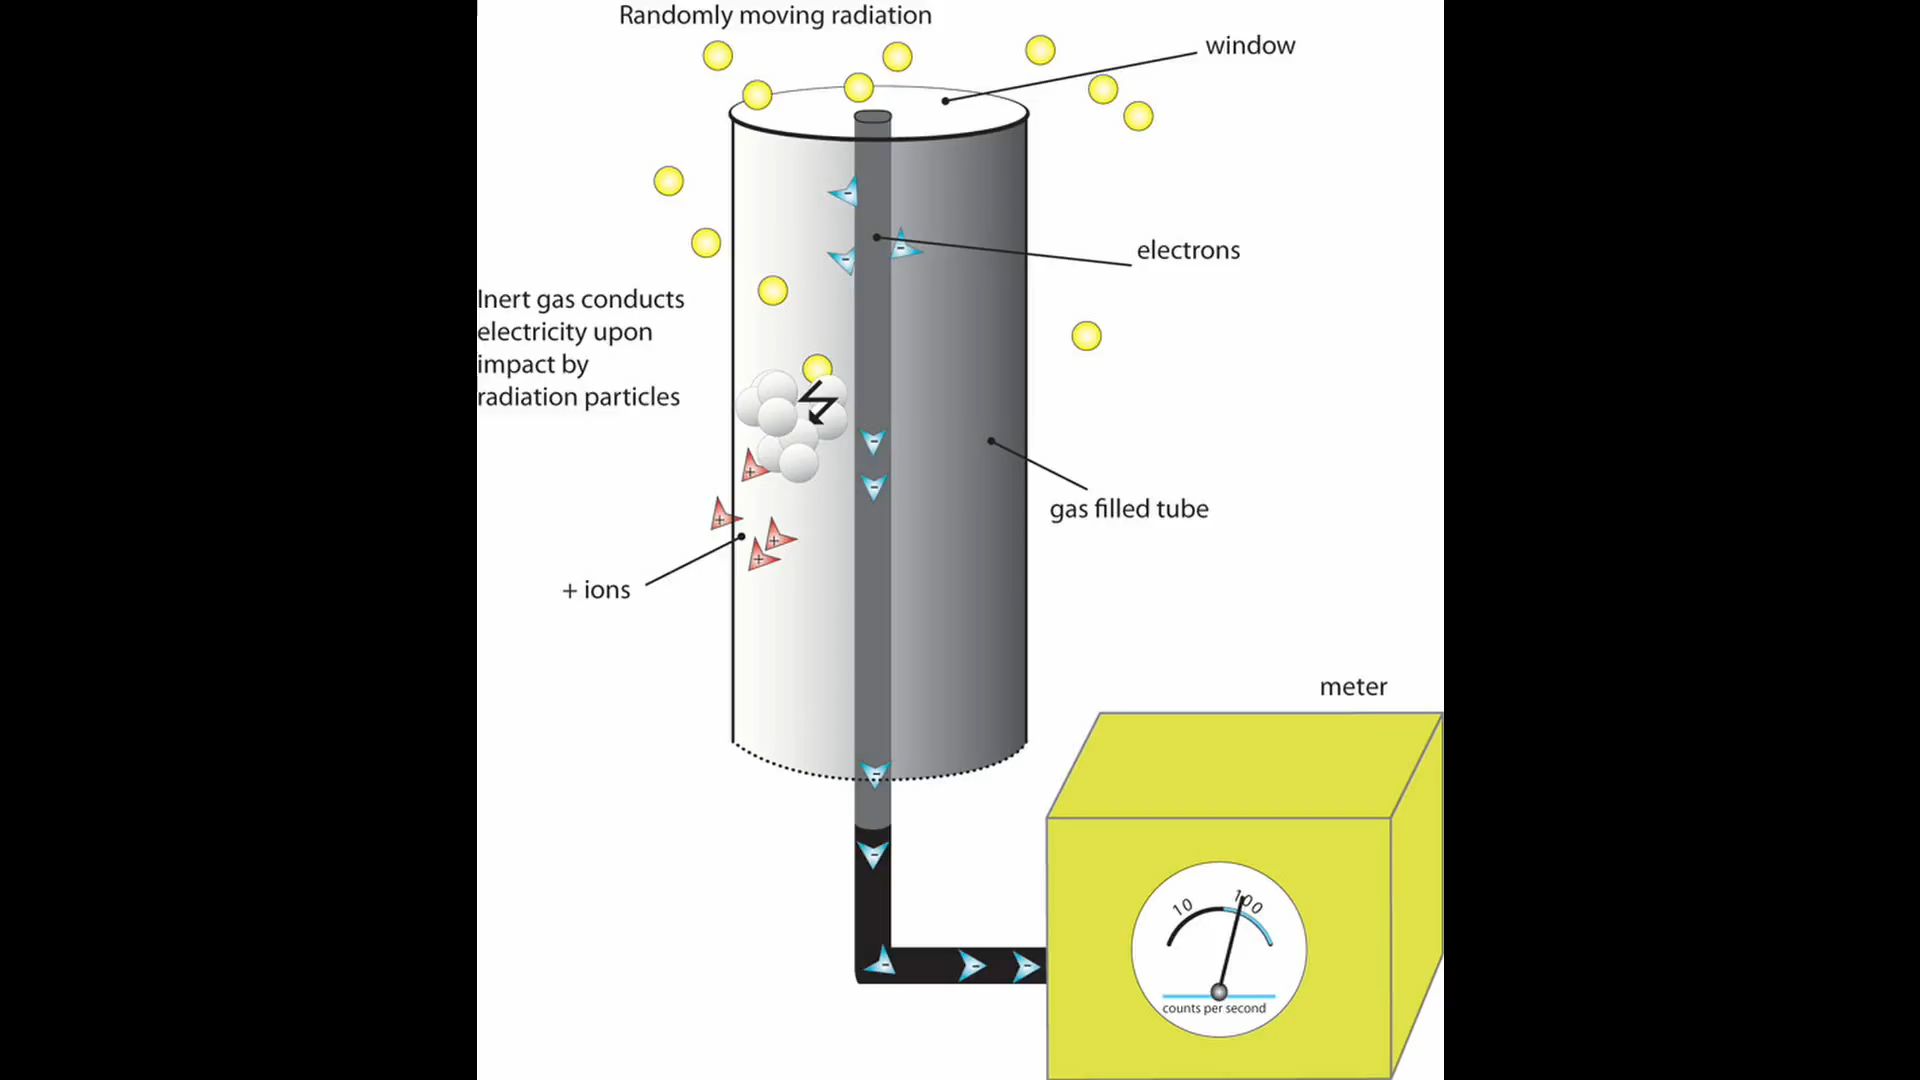 Randomly moving radiation
window
electrons
Inert gas conducts
electricity upon
impact by
radiation particles
gas filled tube
+ ions
meter
10
100
counts per second